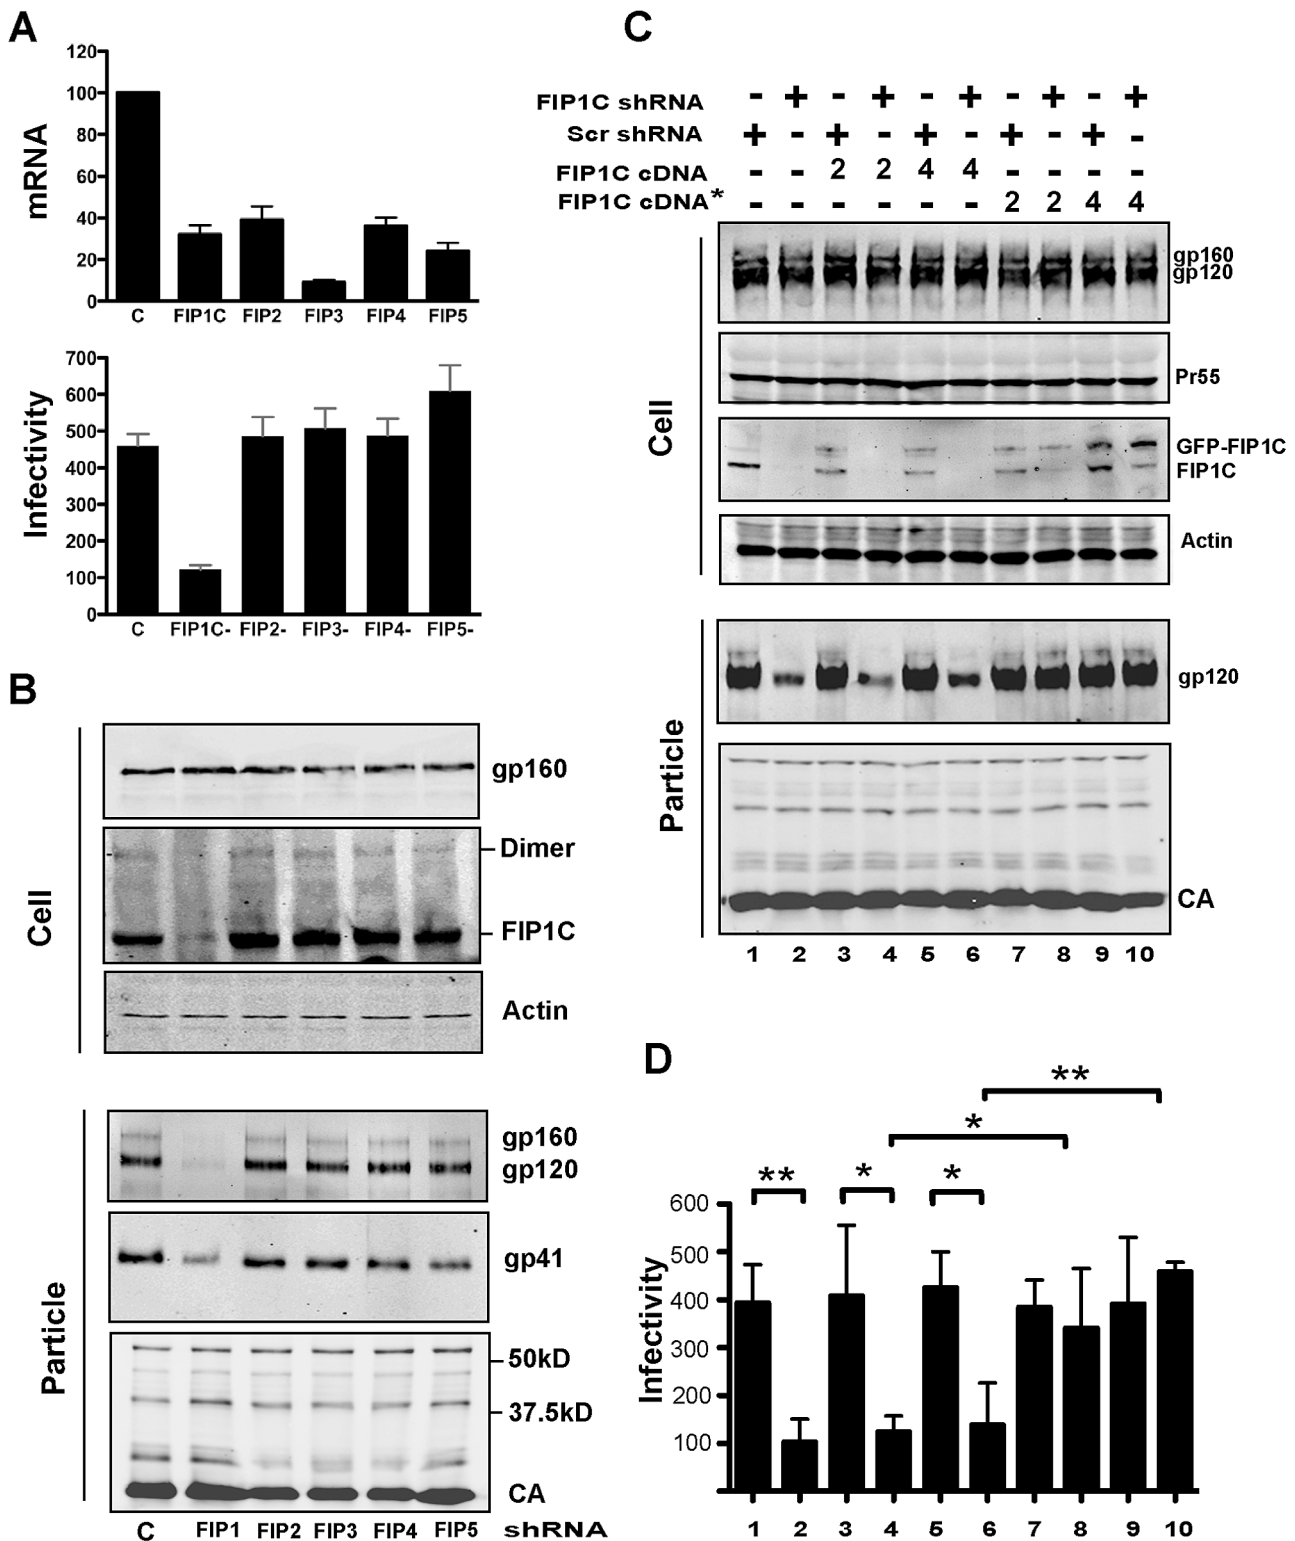 A
120
100
80
60
40
20
0
mRNA
C FIP1C FIP2 FIP3 FIP4 FIP5
700
600
500
400
300
200
100
0
Infectivity
C FIP1C- FIP2- FIP3- FIP4- FIP5-
B
Cell
gp160
Dimer
FIP1C
Actin
Particle
gp160
gp120
gp41
50kD
37.5kD
CA
C FIP1 FIP2 FIP3 FIP4 FIP5 shRNA
C
FIP1C shRNA - + - + - + - + - +
Scr shRNA + - + - + - + - + -
FIP1C cDNA - - 2 2 4 4 - - - -
FIP1C cDNA* - - - - - - 2 2 4 4
Cell
gp160
gp120
Pr55
GFP-FIP1C
FIP1C
Actin
Particle
gp120
CA
1 2 3 4 5 6 7 8 9 10
D
**
*
** * *
600
500
400
300
200
100
Infectivity
1 2 3 4 5 6 7 8 9 10